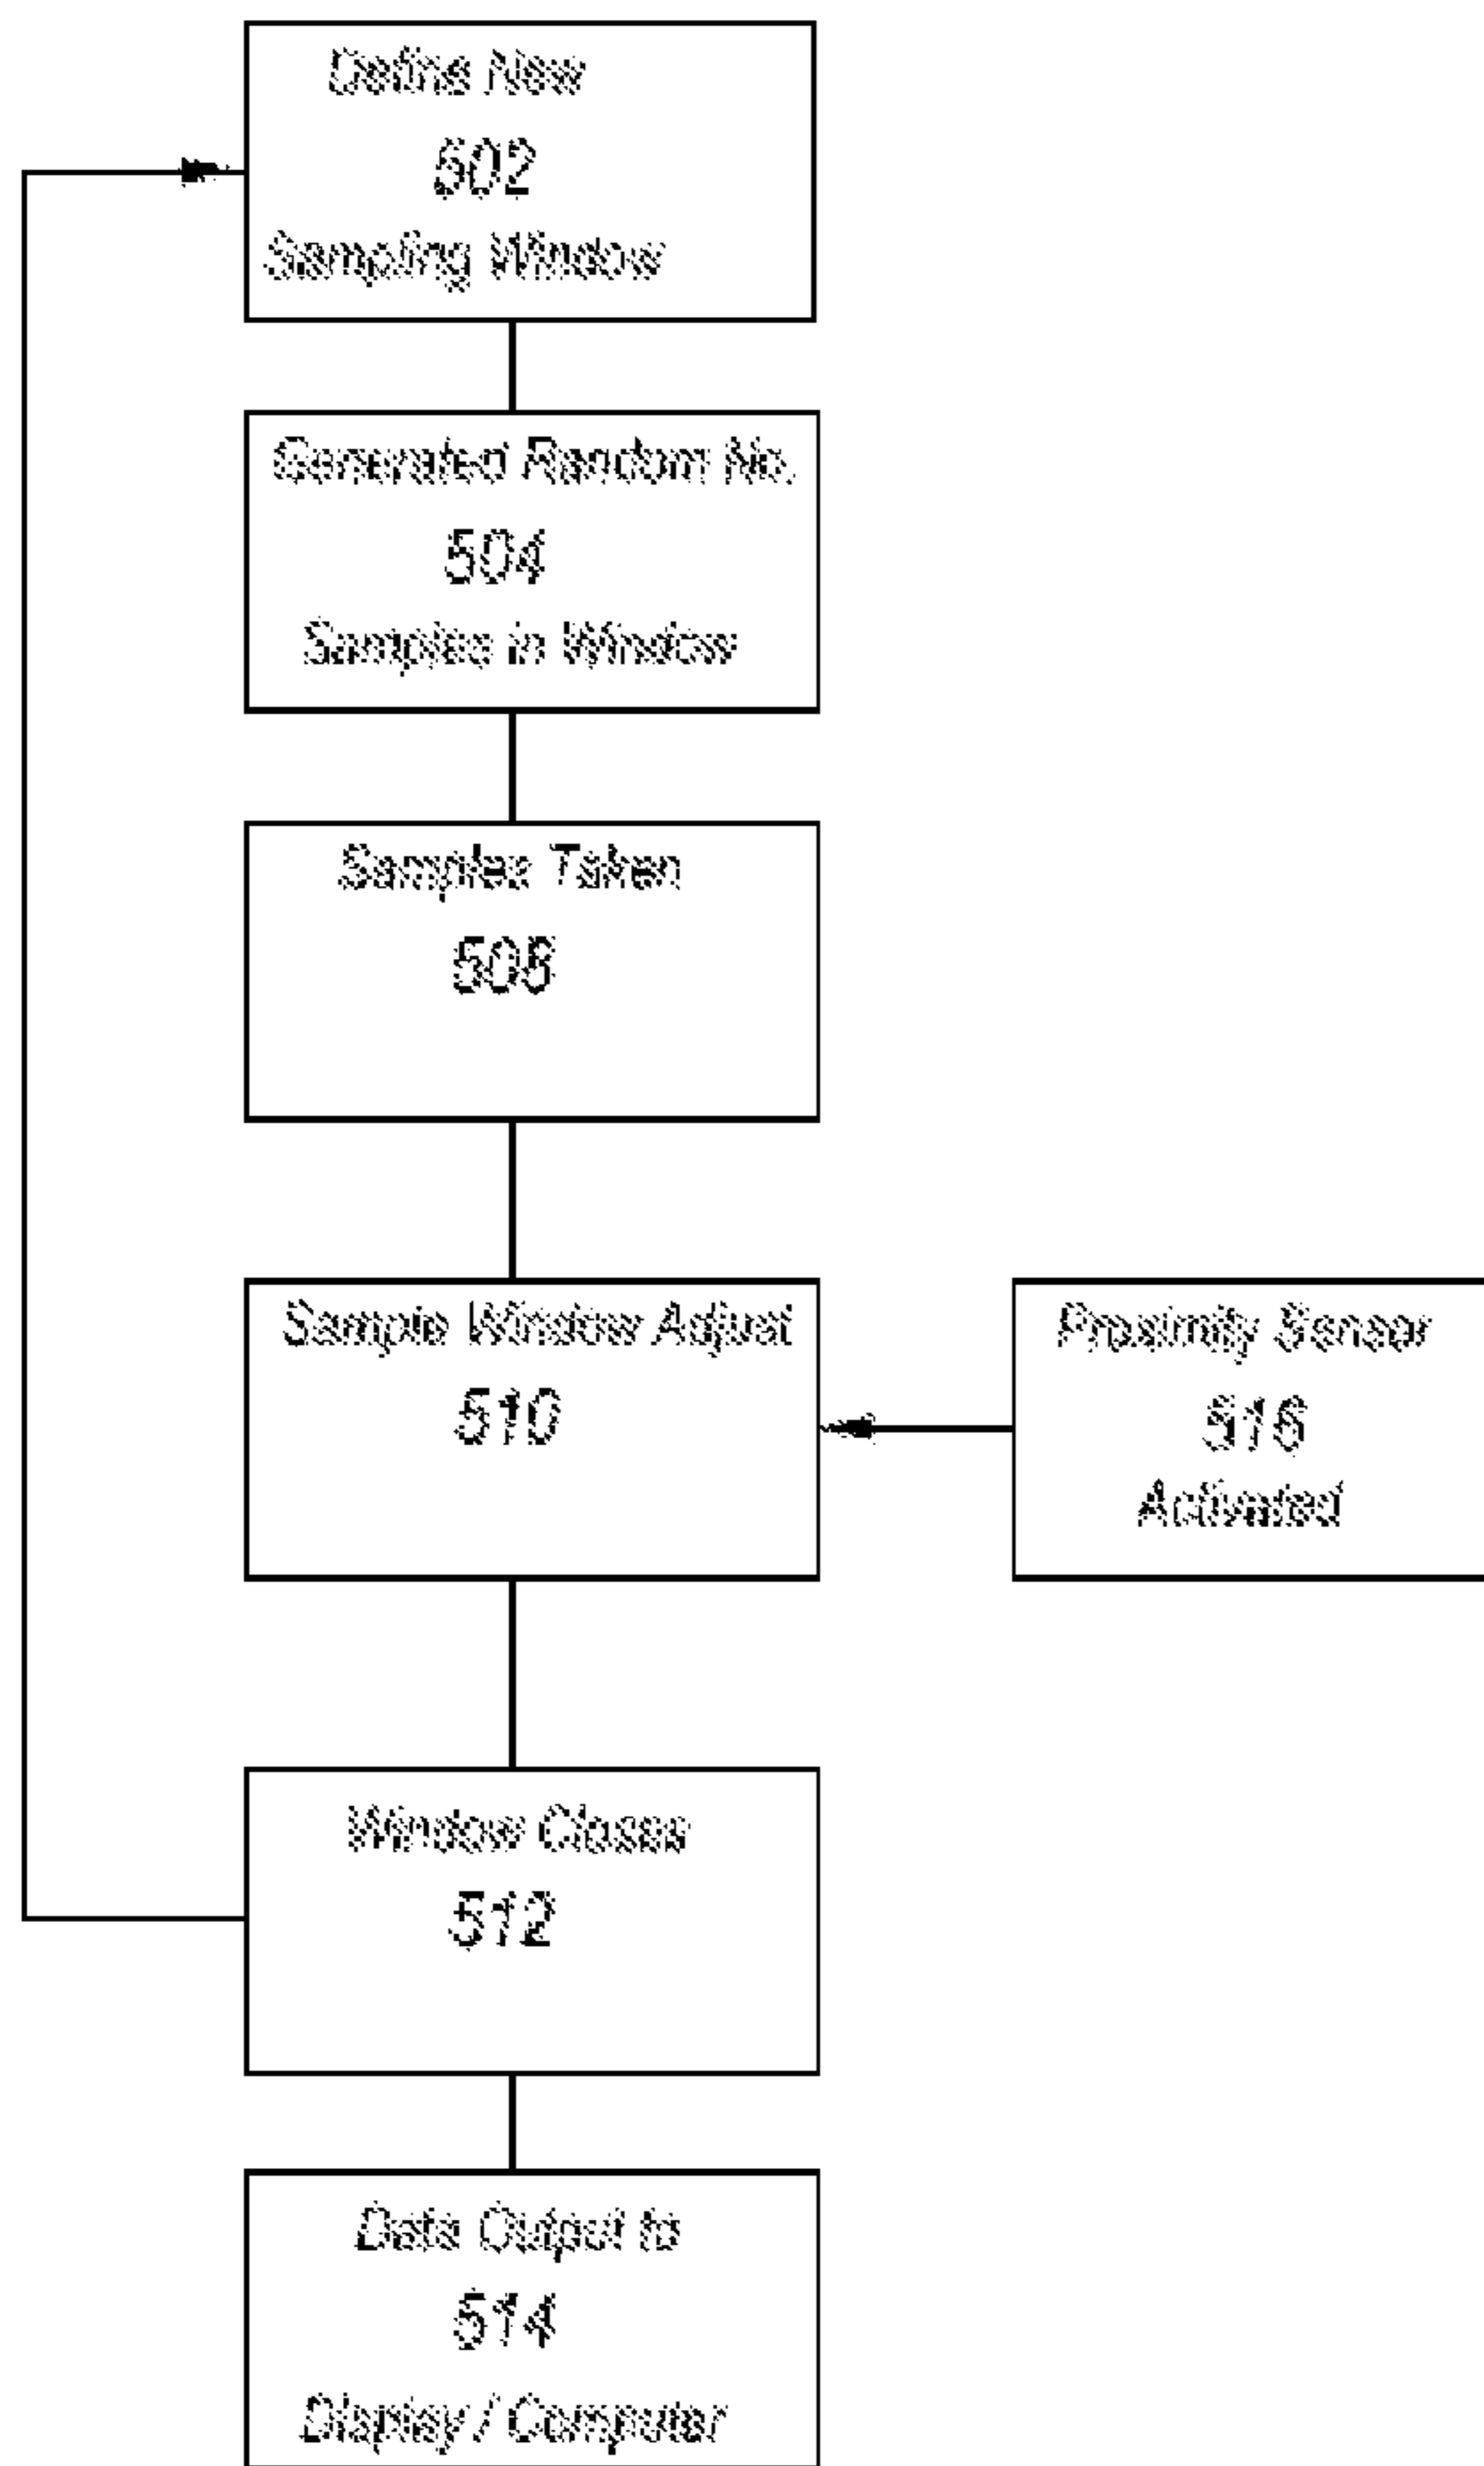 Define New
502
Sampling Window
Generated Random No.
504
Samples in Window
Samples Taken
506
Sample Window Adjust
510
Proximity Sensor
516
Activated
Window Closes
512
Data Output to
514
Display / Computer